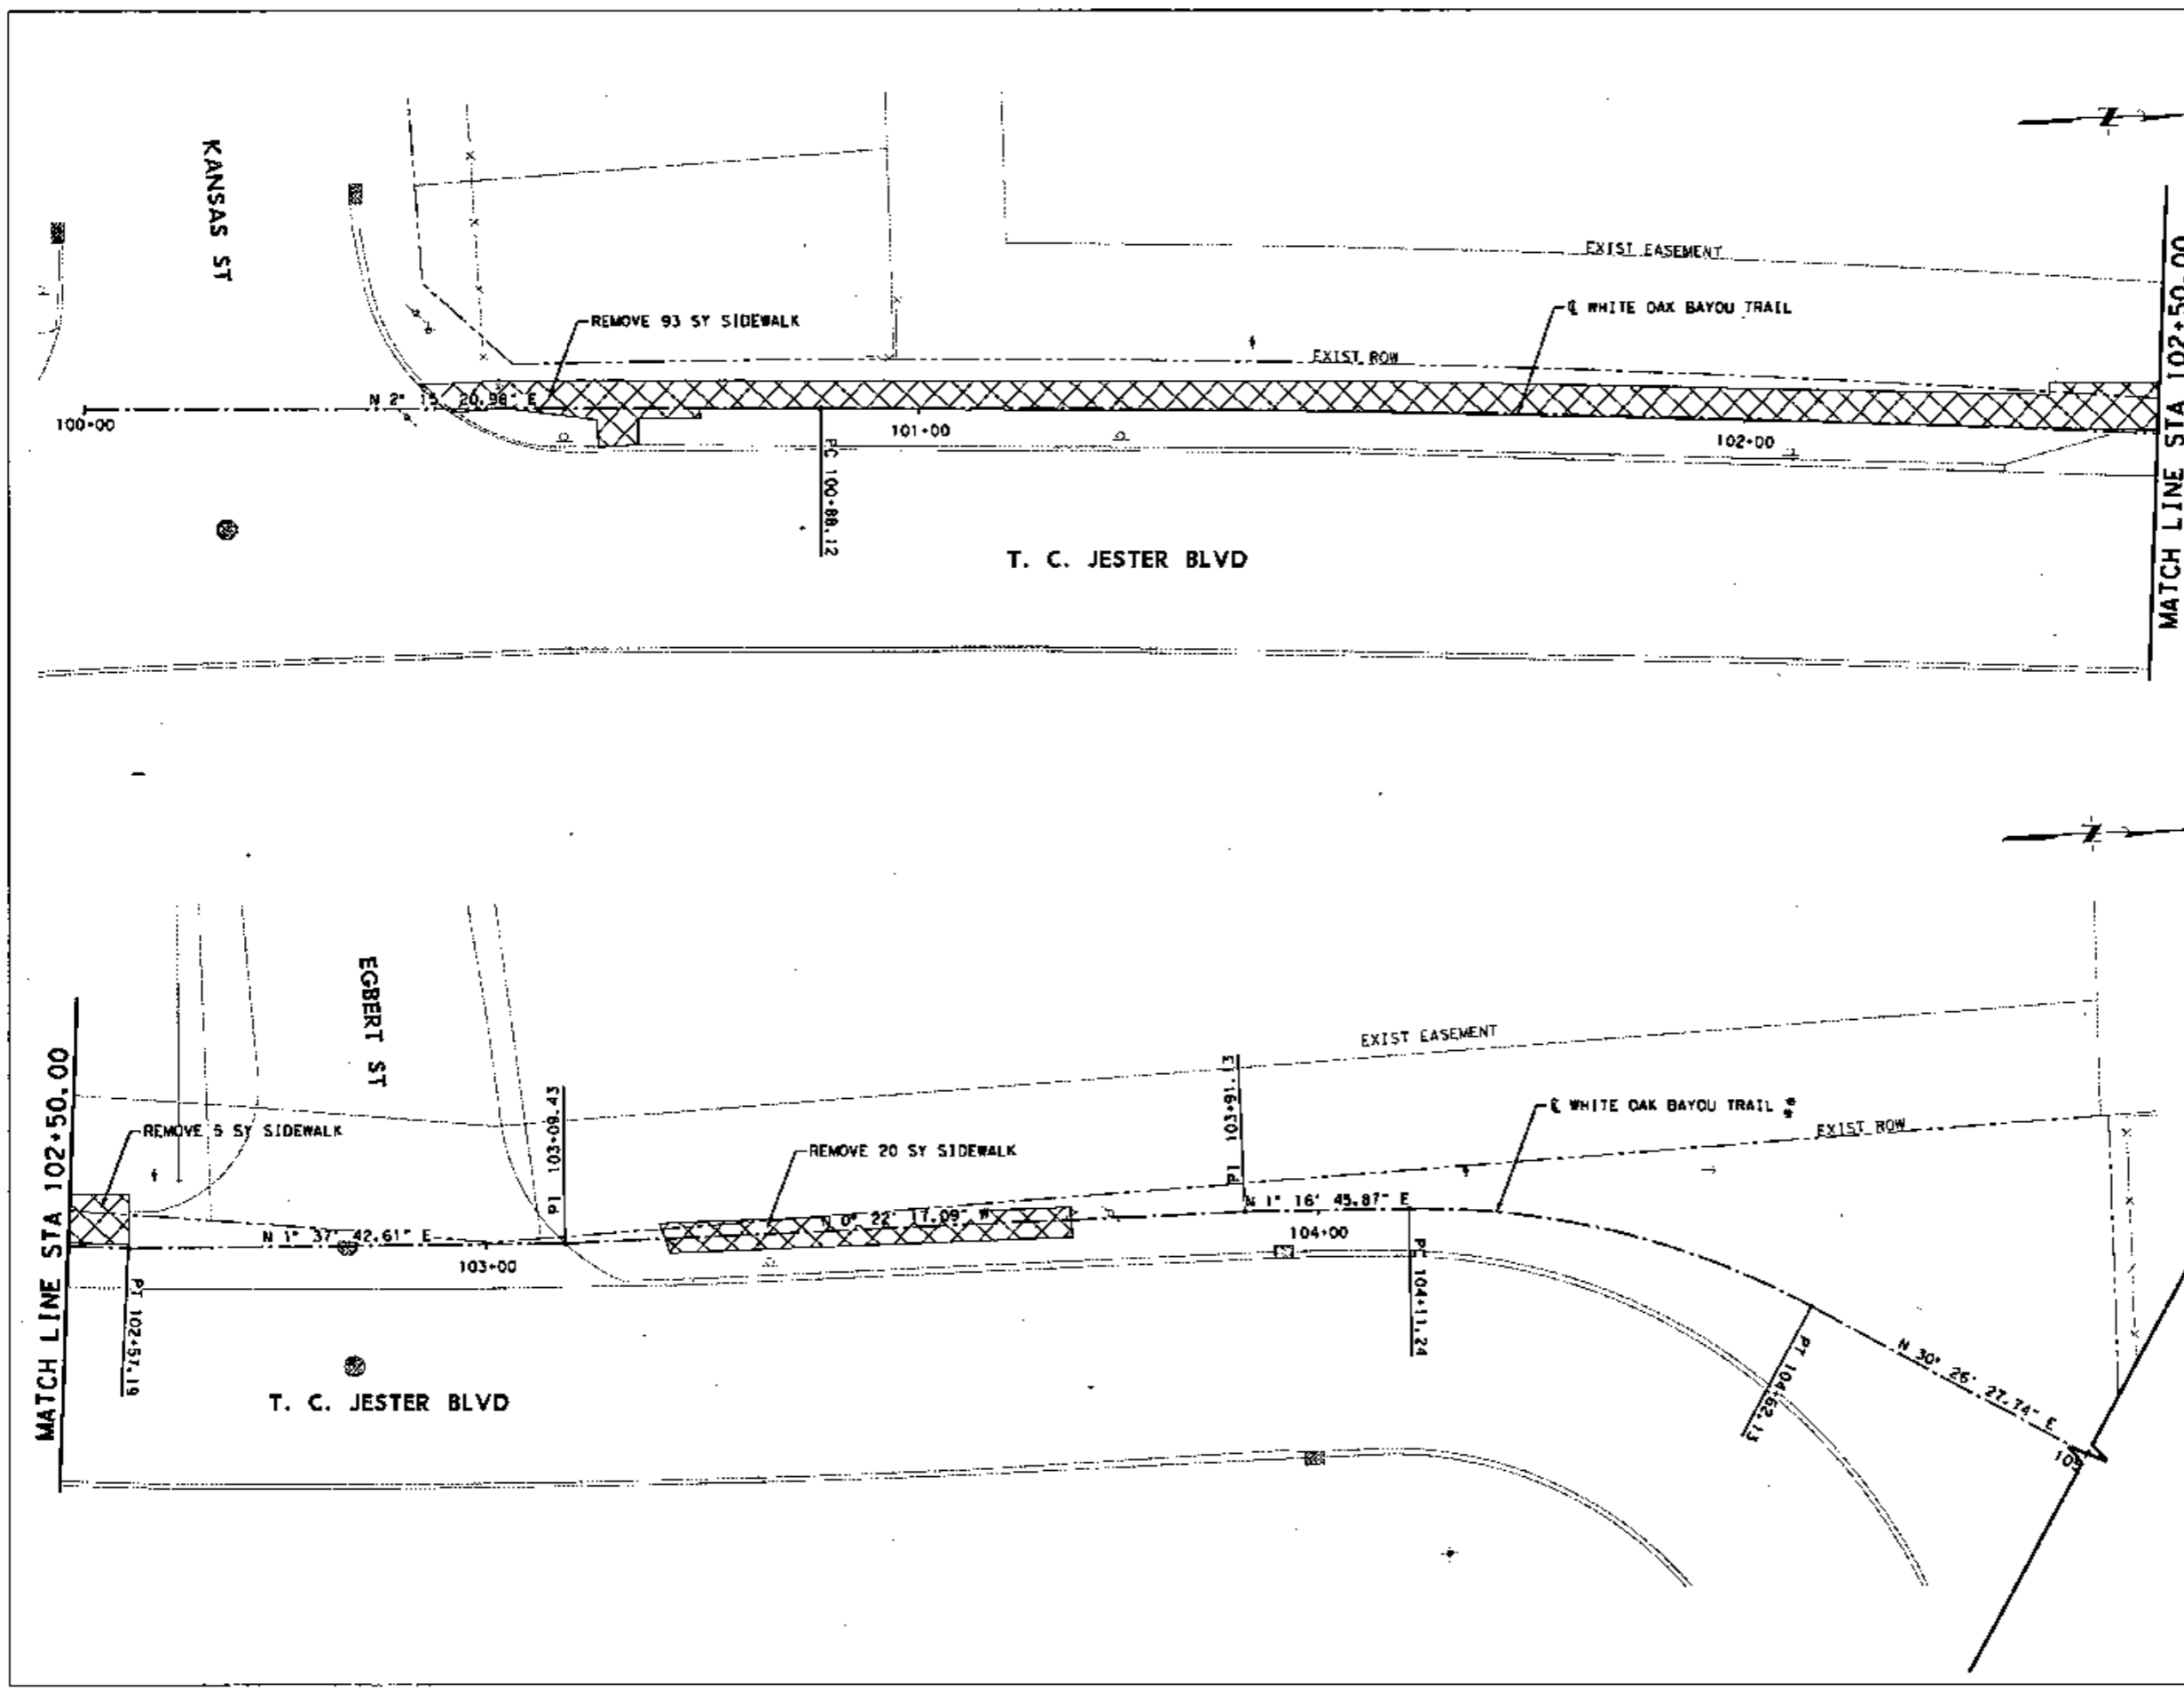 KANSAS ST
REMOVE 93 SY SIDEWALK
EXIST EASEMENT
℄ WHITE OAK BAYOU TRAIL
EXIST ROW
N 2° 15' 20.98" E
100+00
101+00
102+00
PC 100+88.12
T. C. JESTER BLVD
MATCH LINE STA 102+50.00
Z
Z
EGBERT ST
MATCH LINE STA 102+50.00
REMOVE 5 SY SIDEWALK
PI 103+09.43
REMOVE 20 SY SIDEWALK
PI 103+91.13
EXIST EASEMENT
℄ WHITE OAK BAYOU TRAIL
EXIST ROW
N 1° 37' 42.61" E
N 0° 22' 17.09" W
N 1° 16' 45.87" E
103+00
104+00
PT 102+57.19
PC 104+11.24
PT 104+62.13
N 30° 26' 27.74" E
105
T. C. JESTER BLVD